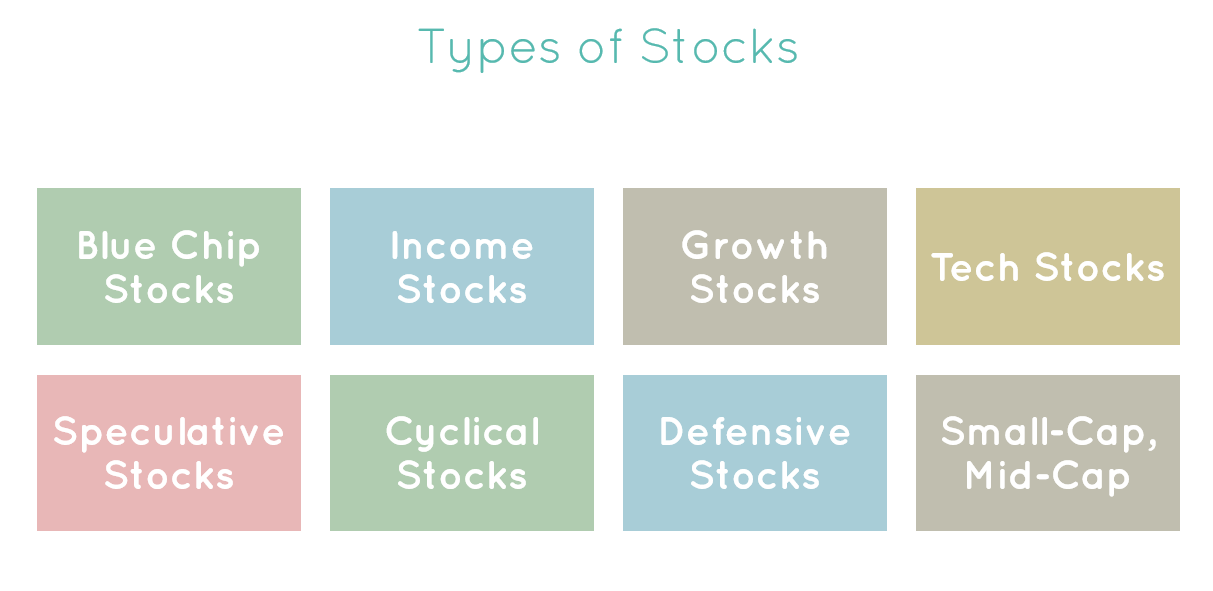 Types of Stocks
Blue Chip
Stocks
Income
Stocks
Growth
Stocks
Tech Stocks
Speculative
Stocks
Cyclical
Stocks
Defensive
Stocks
Small-Cap,
Mid-Cap